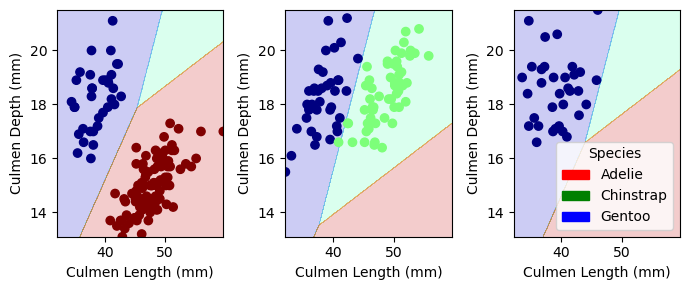 20
18
16
14
Culmen Depth (mm)
40
50
Culmen Length (mm)
20
18
16
14
Culmen Depth (mm)
40
50
Culmen Length (mm)
20
18
16
14
Culmen Depth (mm)
40
50
Culmen Length (mm)
Species
Adelie
Chinstrap
Gentoo